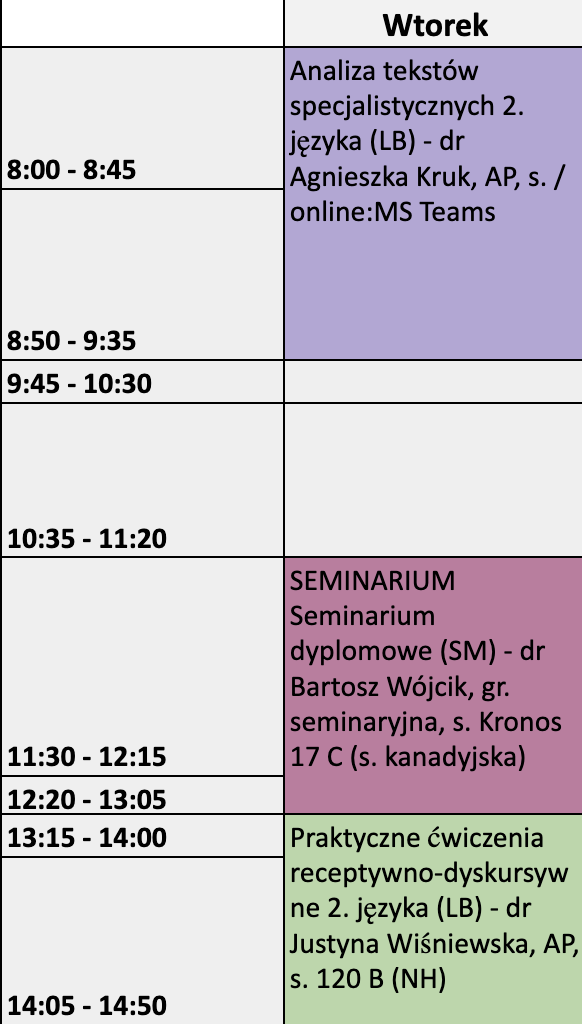 Wtorek
8:00 - 8:45
Analiza tekstów
specjalistycznych 2.
języka (LB) - dr
Agnieszka Kruk, AP, s. /
online:MS Teams
8:50 - 9:35
9:45 - 10:30
10:35 - 11:20
11:30 - 12:15
SEMINARIUM
Seminarium
dyplomowe (SM) - dr
Bartosz Wójcik, gr.
seminaryjna, s. Kronos
17 C (s. kanadyjska)
12:20 - 13:05
13:15 - 14:00
Praktyczne ćwiczenia
receptywno-dyskursyw
ne 2. języka (LB) - dr
Justyna Wiśniewska, AP,
s. 120 B (NH)
14:05 - 14:50